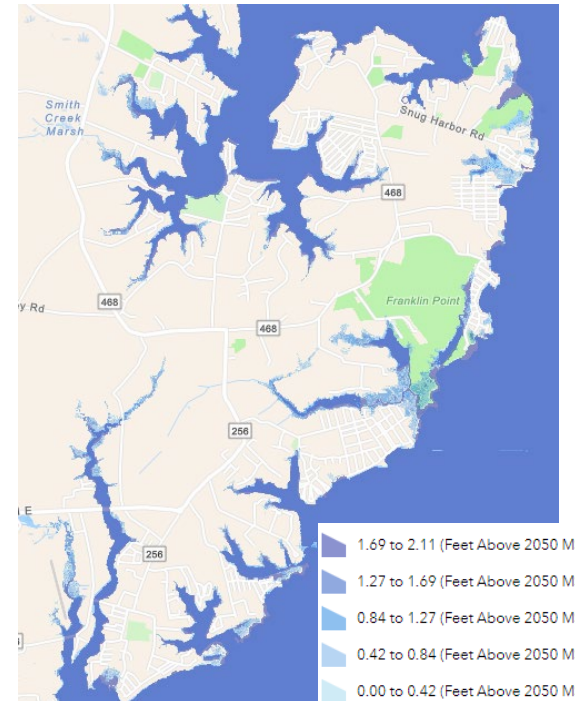 Smith
Creek
Marsh
Snug Harbor Rd
468
Franklin Point
468
Rd
468
256
E
256
1.69 to 2.11 (Feet Above 2050 M
1.27 to 1.69 (Feet Above 2050 M
0.84 to 1.27 (Feet Above 2050 M
0.42 to 0.84 (Feet Above 2050 M
0.00 to 0.42 (Feet Above 2050 M